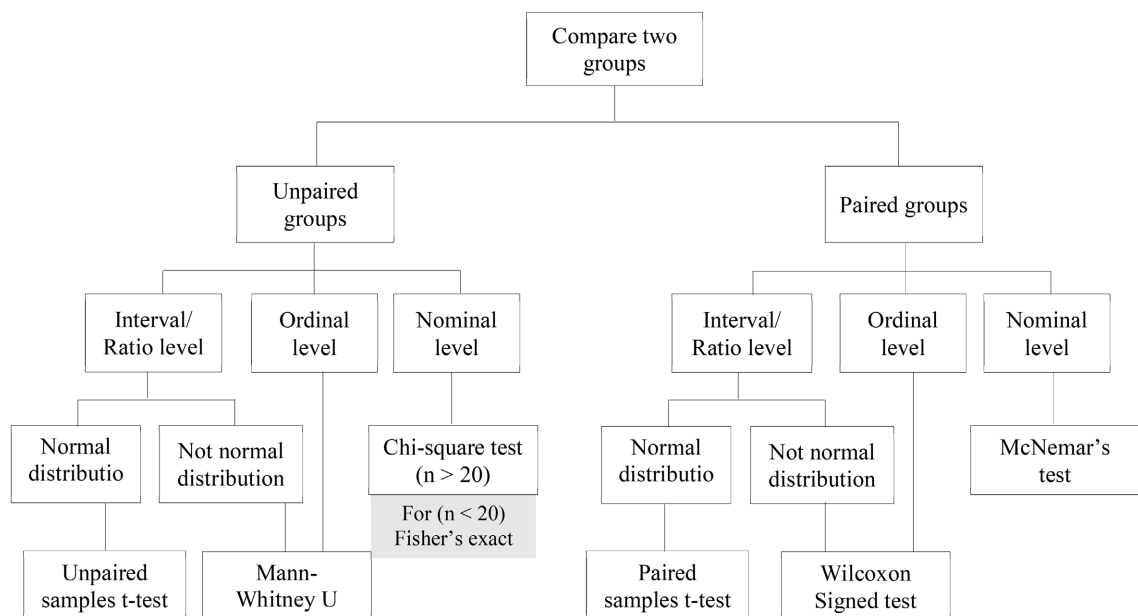 Compare two
groups
Unpaired
groups
Paired groups
Interval/
Ratio level
Ordinal
level
Nominal
level
Interval/
Ratio level
Ordinal
level
Nominal
level
Normal
distributio
Not normal
distribution
Chi-square test
(n > 20)
For (n < 20)
Fisher's exact
Normal
distributio
Not normal
distribution
McNemar's
test
Unpaired
samples t-test
Mann-
Whitney U
Paired
samples t-test
Wilcoxon
Signed test